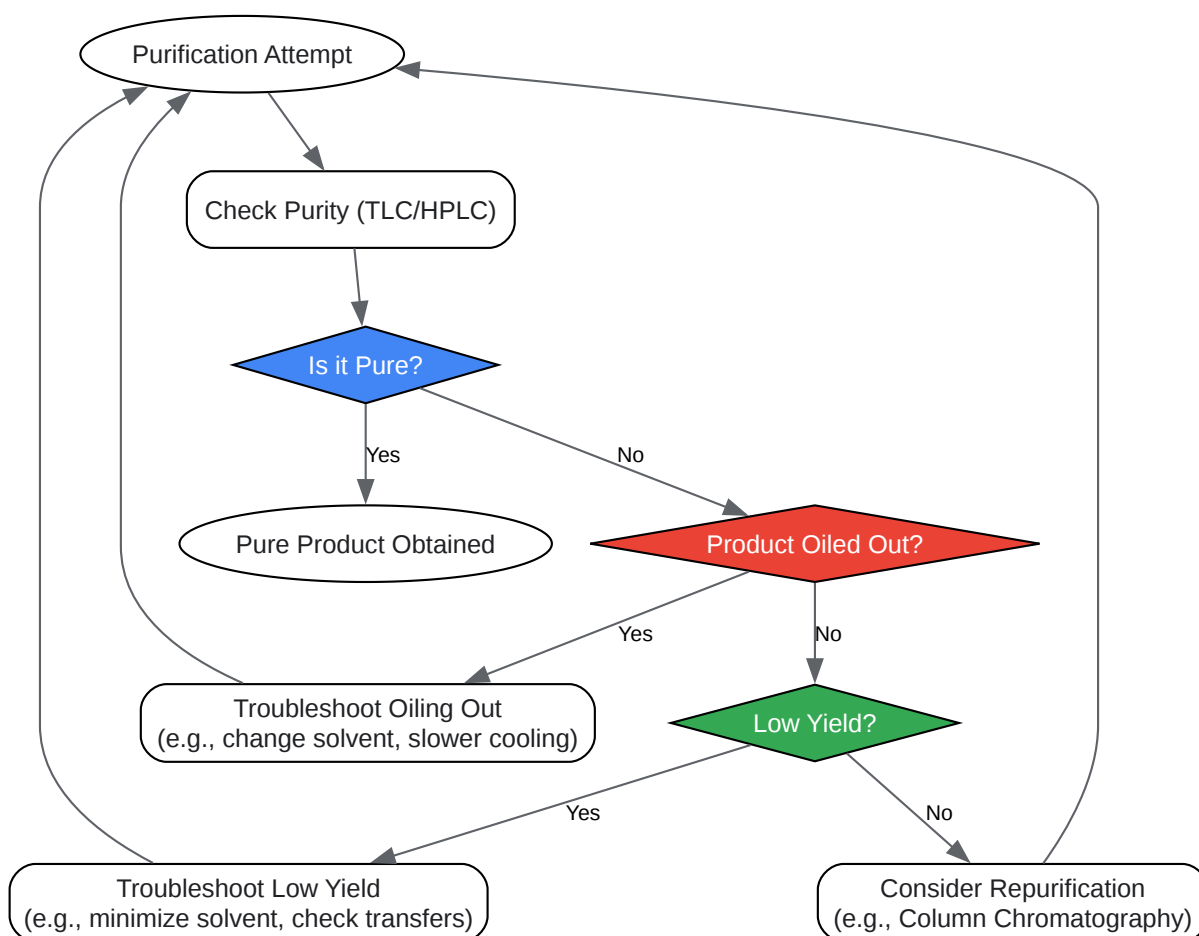 Purification Attempt
Check Purity (TLC/HPLC)
Is it Pure?
Yes
No
Pure Product Obtained
Product Oiled Out?
Yes
No
Troubleshoot Oiling Out
(e.g., change solvent, slower cooling)
Low Yield?
Yes
No
Troubleshoot Low Yield
(e.g., minimize solvent, check transfers)
Consider Repurification
(e.g., Column Chromatography)